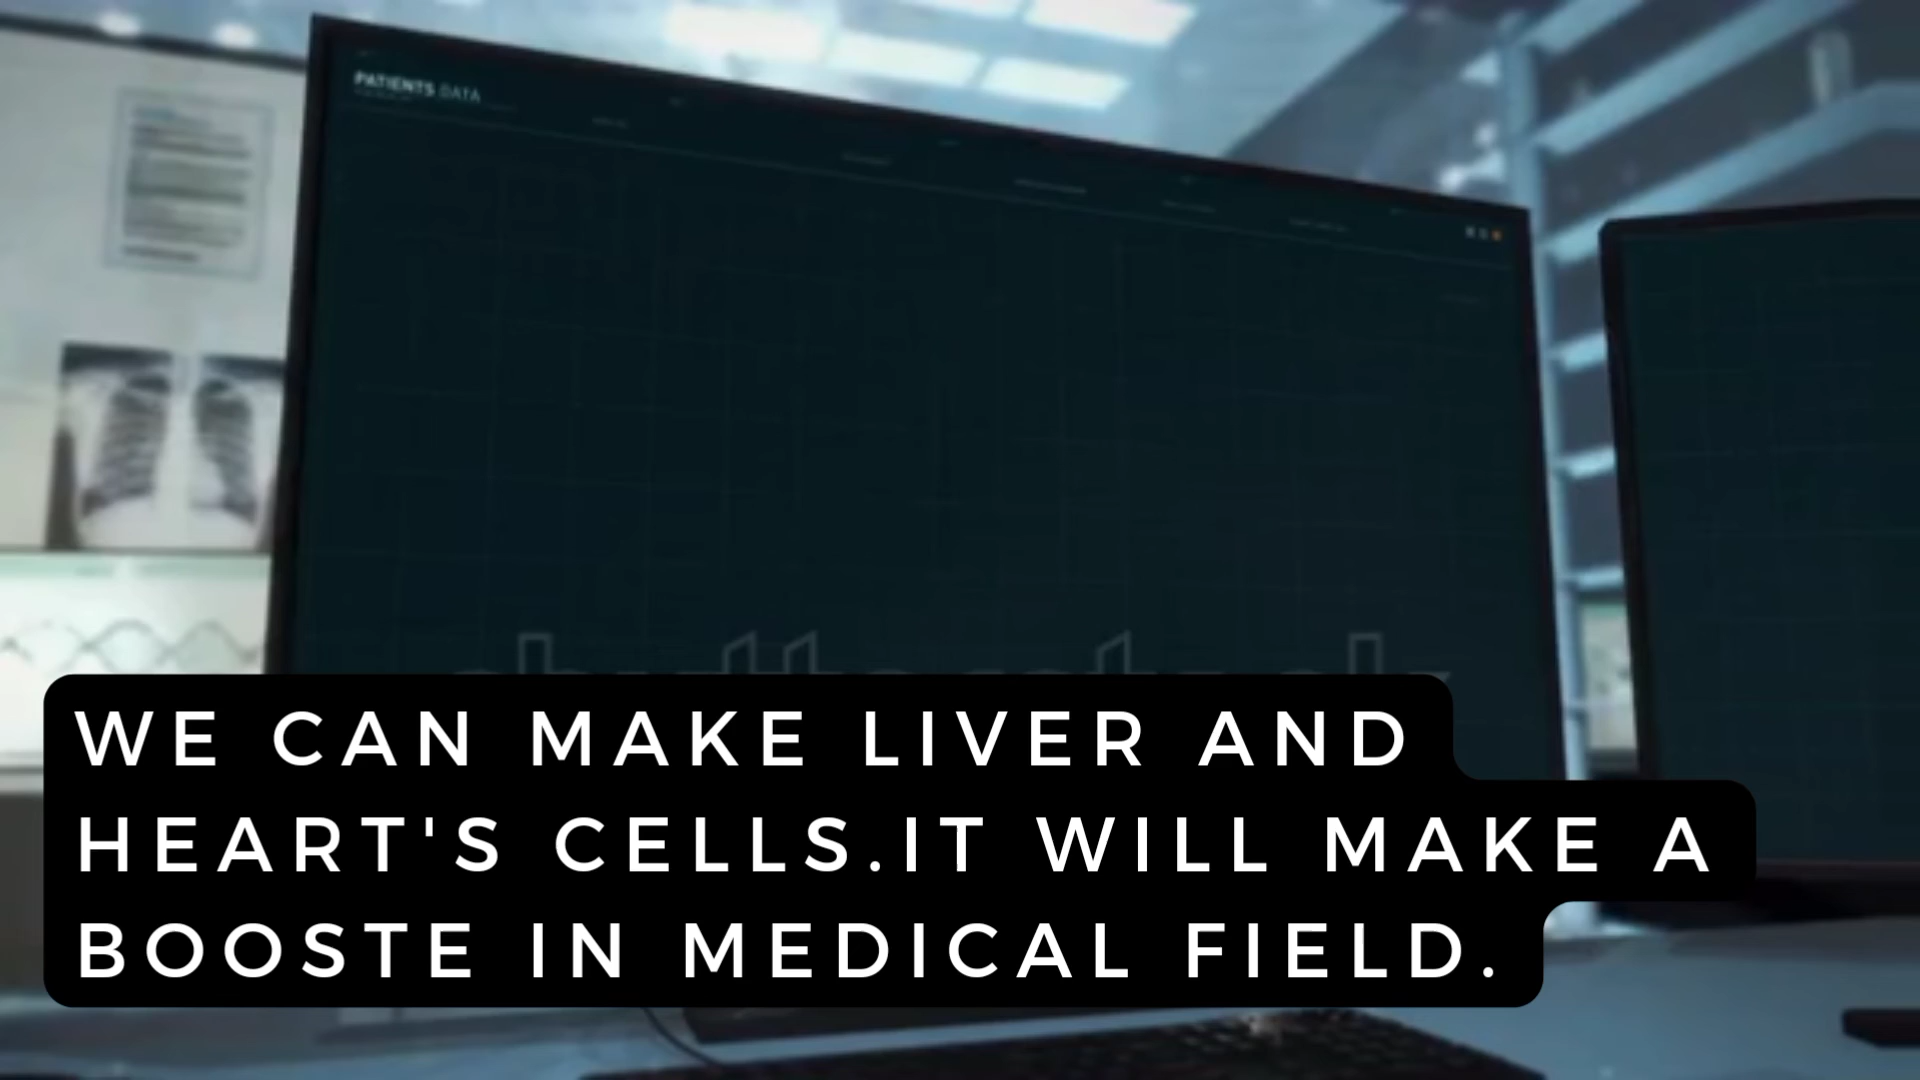 PATIENTS DATA
WE CAN MAKE LIVER AND
HEART'S CELLS.IT WILL MAKE A
BOOSTE IN MEDICAL FIELD.